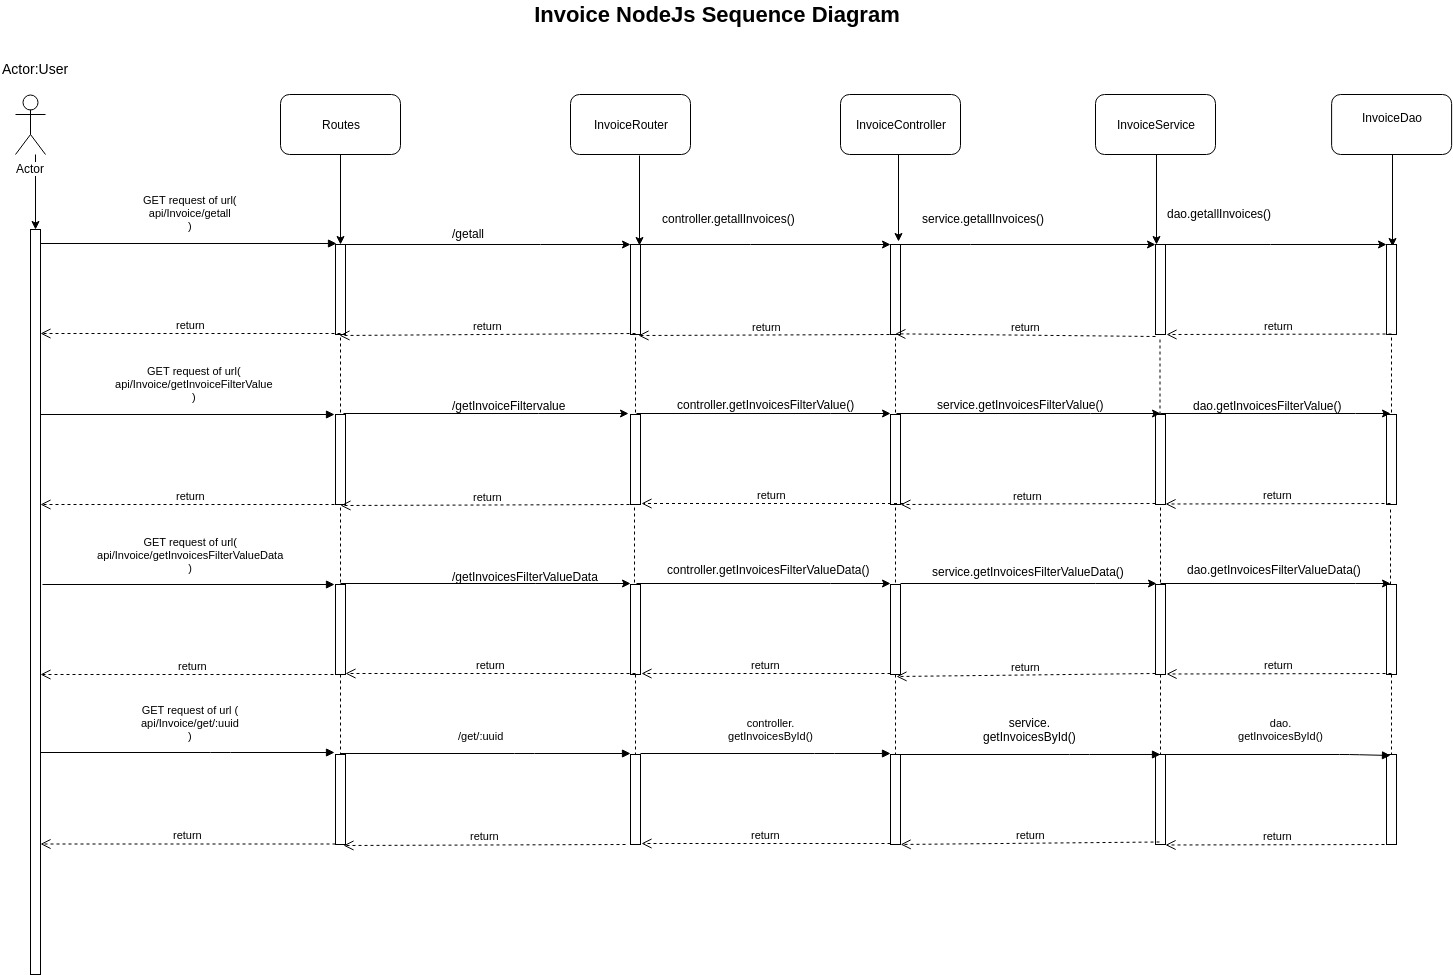 Invoice NodeJs Sequence Diagram
Actor:User
Actor
Routes
InvoiceRouter
InvoiceController
InvoiceService
InvoiceDao
GET request of url(
api/Invoice/getall
)
/getall
controller.getallInvoices()
service.getallInvoices()
dao.getallInvoices()
return
return
return
return
return
GET request of url(
api/Invoice/getInvoiceFilterValue
)
/getInvoiceFiltervalue
controller.getInvoicesFilterValue()
service.getInvoicesFilterValue()
dao.getInvoicesFilterValue()
return
return
return
return
return
GET request of url(
api/Invoice/getInvoicesFilterValueData
)
/getInvoicesFilterValueData
controller.getInvoicesFilterValueData()
service.getInvoicesFilterValueData()
dao.getInvoicesFilterValueData()
return
return
return
return
return
GET request of url (
api/Invoice/get/:uuid
)
/get/:uuid
controller.
getInvoicesById()
service.
getInvoicesById()
dao.
getInvoicesById()
return
return
return
return
return